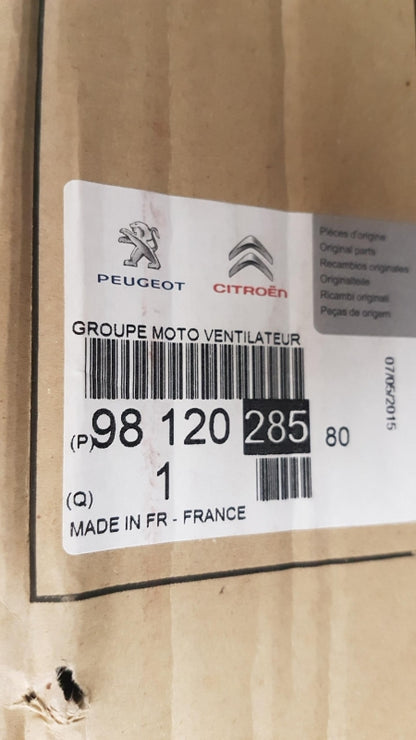 PEUGEOT
CITROËN
Pièces d'origine
Original parts
Recambios originales
Originalteile
Ricambi originali
Peças de origem
GROUPE MOTO VENTILATEUR
(P)98 120 285 80
(Q) 1
MADE IN FR - FRANCE
07/05/2015